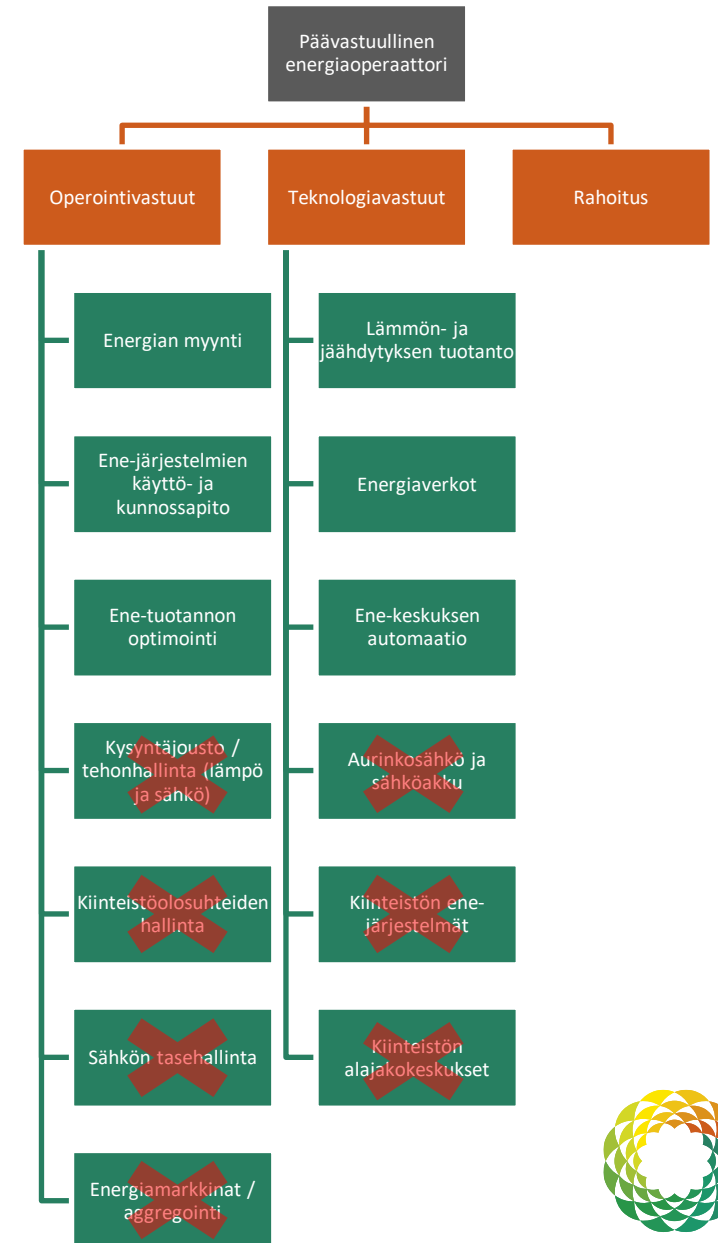 Päävastuullinen
energiaoperaattori
Operointivastuut
Teknologiavastuut
Rahoitus
Energian myynti
Ene-järjestelmien
käyttö- ja
kunnossapito
Ene-tuotannon
optimointi
Kysyntäjousto /
tehonhallinta (lämpö
ja sähkö)
Kiinteistöolosuhteiden
hallinta
Sähkön tasehallinta
Energiamarkkinat /
aggregointi
Lämmön- ja
jäähdytyksen tuotanto
Energiaverkot
Ene-keskuksen
automaatio
Aurinkosähkö ja
sähköakku
Kiinteistön ene-
järjestelmät
Kiinteistön
alajakokeskukset